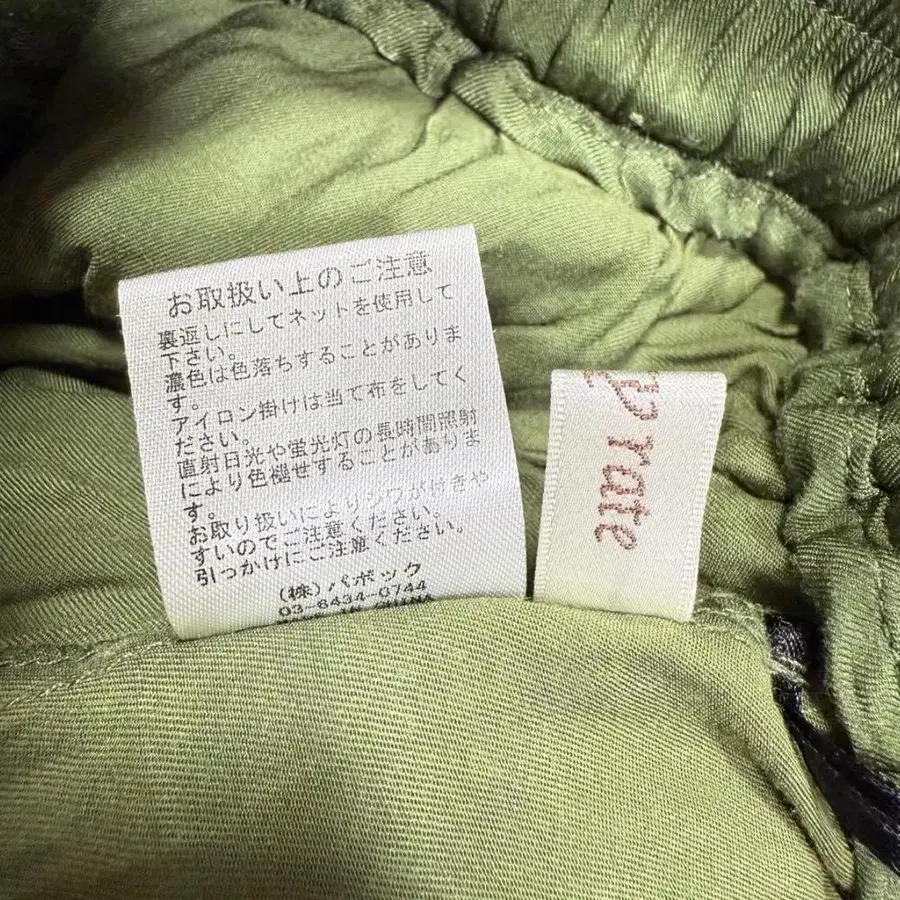 お取扱い上のご注意
裏返しにしてネットを使用して
下さい。
濃色は色落ちすることがありま
す。
アイロン掛けは当て布をしてく
ださい。
直射日光や蛍光灯の長時間照射
により色褪せすることがありま
す。
お取り扱いによりシワが付きや
すいのでご注意ください。
引っかけにご注意ください。
(株)パボック
03-6434-0744
MADE IN CHINA
rate